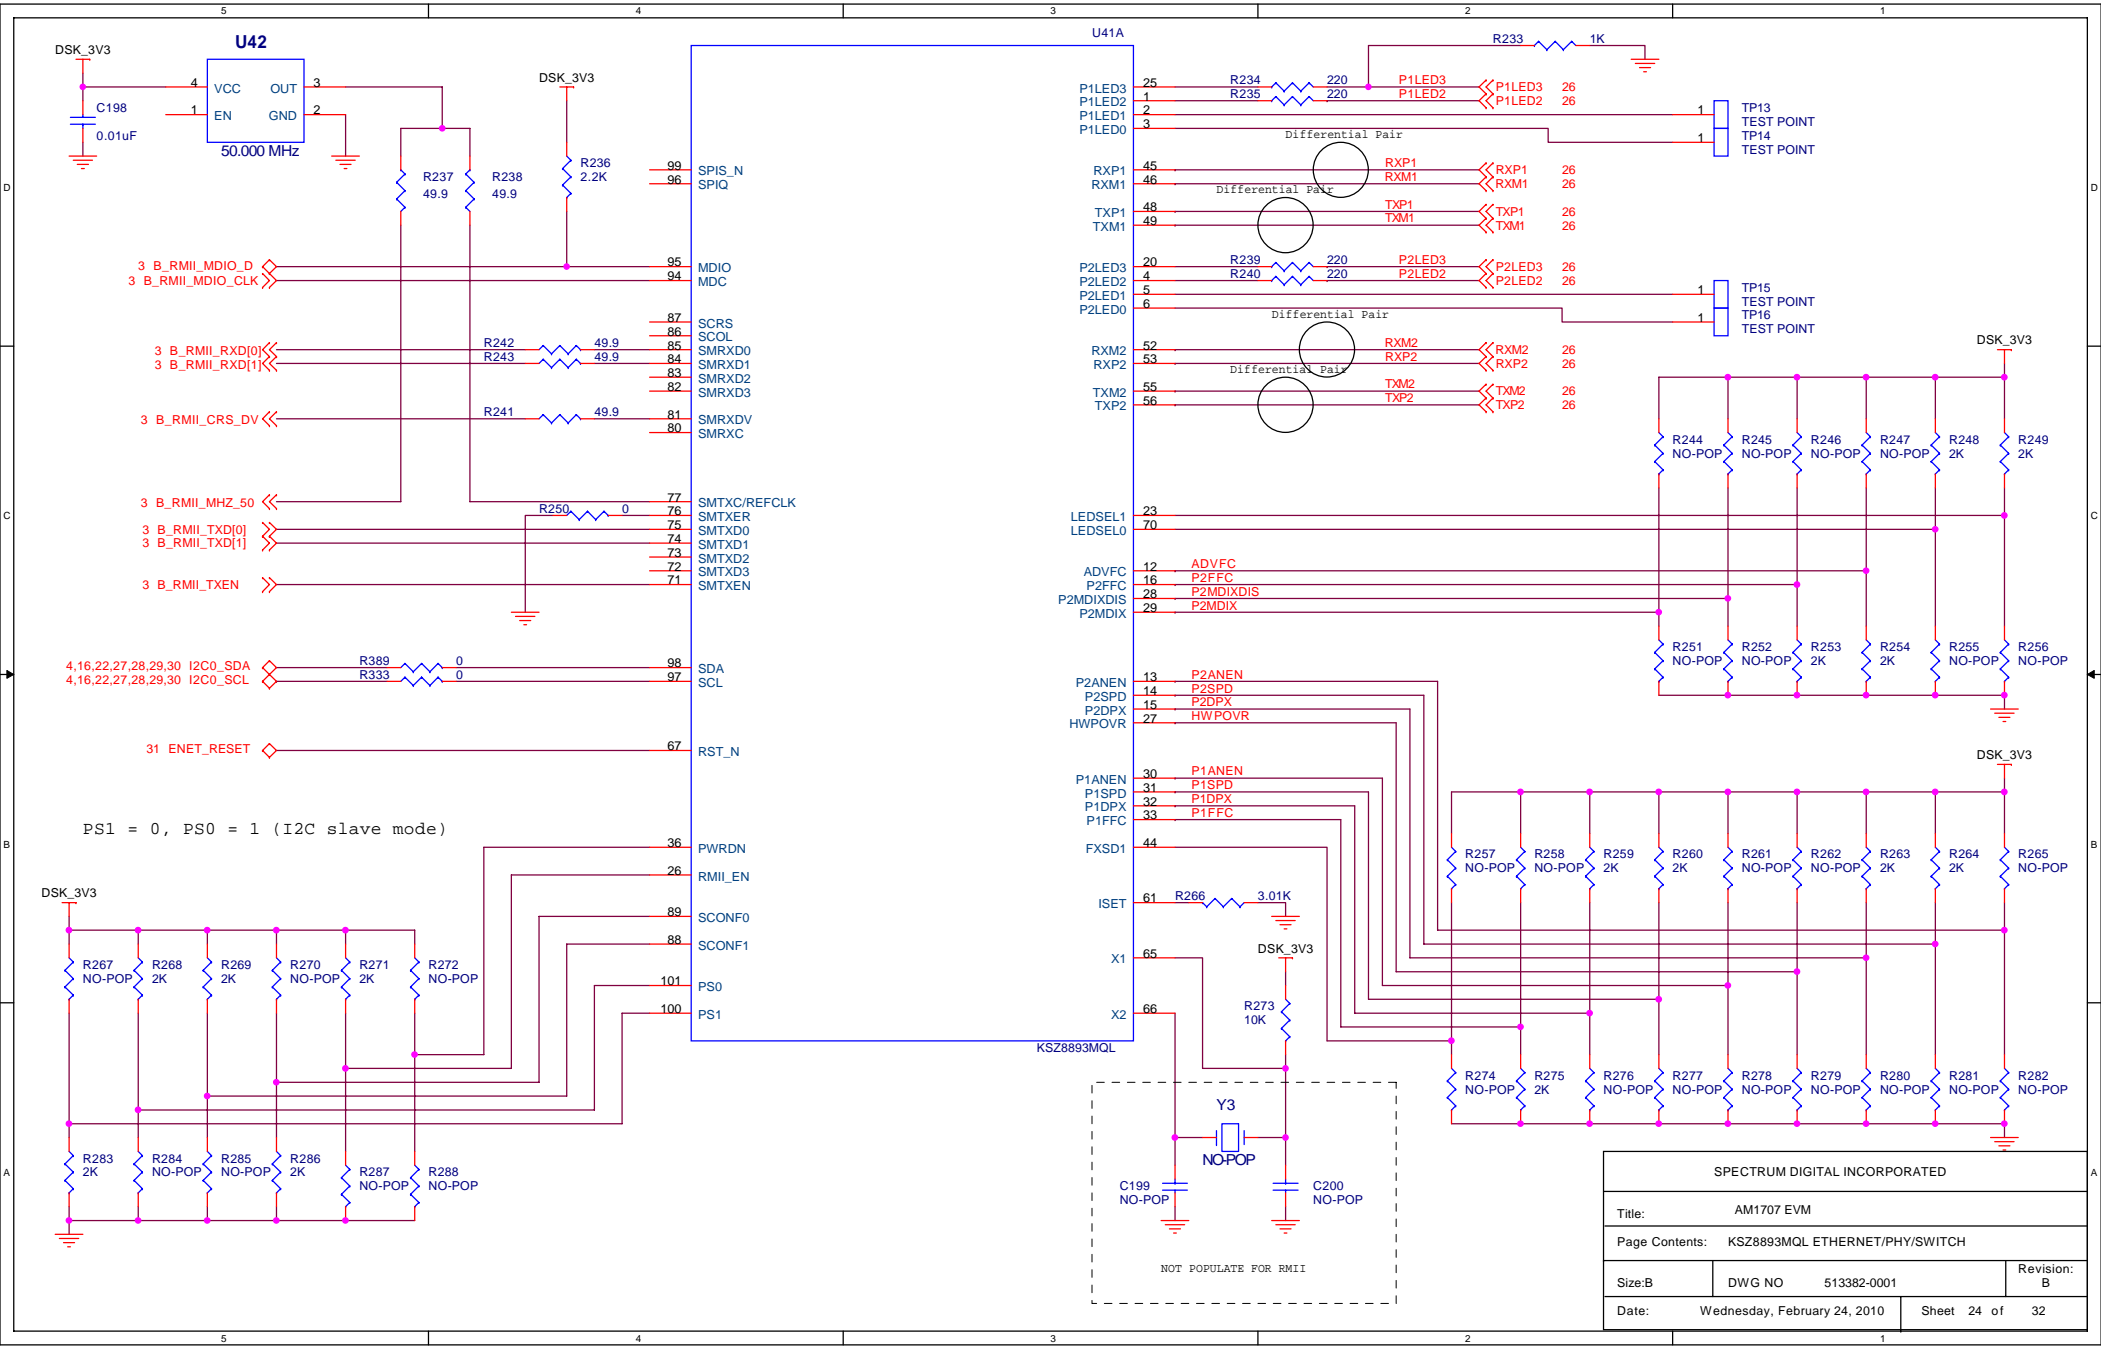 5 4 3 2 1
U42
DSK_3V3
4 VCC OUT 3
1 EN GND 2
50.000 MHz
C198
0.01uF
DSK_3V3
R237
49.9
R238
49.9
R236
2.2K
U41A
KSZ8893MQL
99 SPIS_N
96 SPIQ
3 B_RMII_MDIO_D 95 MDIO
3 B_RMII_MDIO_CLK 94 MDC
87 SCRS
86 SCOL
3 B_RMII_RXD[0] R242 49.9 85 SMRXD0
3 B_RMII_RXD[1] R243 49.9 84 SMRXD1
83 SMRXD2
82 SMRXD3
3 B_RMII_CRS_DV R241 49.9 81 SMRXDV
80 SMRXC
3 B_RMII_MHZ_50 77 SMTXC/REFCLK
R250 0 76 SMTXER
3 B_RMII_TXD[0] 75 SMTXD0
3 B_RMII_TXD[1] 74 SMTXD1
73 SMTXD2
72 SMTXD3
3 B_RMII_TXEN 71 SMTXEN
4,16,22,27,28,29,30 I2C0_SDA R389 0 98 SDA
4,16,22,27,28,29,30 I2C0_SCL R333 0 97 SCL
31 ENET_RESET 67 RST_N
PS1 = 0, PS0 = 1 (I2C slave mode)
36 PWRDN
26 RMII_EN
89 SCONF0
88 SCONF1
101 PS0
100 PS1
DSK_3V3
R267 NO-POP
R268 2K
R269 2K
R270 NO-POP
R271 2K
R272 NO-POP
R283 2K
R284 NO-POP
R285 NO-POP
R286 2K
R287 NO-POP
R288 NO-POP
R233 1K
P1LED3 25 R234 220 P1LED3 P1LED3 26
P1LED2 1 R235 220 P1LED2 P1LED2 26
P1LED1 2 1 TP13 TEST POINT
P1LED0 3 1 TP14 TEST POINT
Differential Pair
RXP1 45 RXP1 RXP1 26
RXM1 46 RXM1 RXM1 26
Differential Pair
TXP1 48 TXP1 TXP1 26
TXM1 49 TXM1 TXM1 26
P2LED3 20 R239 220 P2LED3 P2LED3 26
P2LED2 4 R240 220 P2LED2 P2LED2 26
P2LED1 5 1 TP15 TEST POINT
P2LED0 6 1 TP16 TEST POINT
Differential Pair
RXM2 52 RXM2 RXM2 26
RXP2 53 RXP2 RXP2 26
Differential Pair
TXM2 55 TXM2 TXM2 26
TXP2 56 TXP2 TXP2 26
DSK_3V3
R244 NO-POP
R245 NO-POP
R246 NO-POP
R247 NO-POP
R248 2K
R249 2K
LEDSEL1 23
LEDSEL0 70
ADVFC 12 ADVFC
P2FFC 16 P2FFC
P2MDIXDIS 28 P2MDIXDIS
P2MDIX 29 P2MDIX
R251 NO-POP
R252 NO-POP
R253 2K
R254 2K
R255 NO-POP
R256 NO-POP
P2ANEN 13 P2ANEN
P2SPD 14 P2SPD
P2DPX 15 P2DPX
HWPOVR 27 HWPOVR
P1ANEN 30 P1ANEN
P1SPD 31 P1SPD
P1DPX 32 P1DPX
P1FFC 33 P1FFC
FXSD1 44
ISET 61 R266 3.01K
X1 65
X2 66
DSK_3V3
R273
10K
DSK_3V3
R257 NO-POP
R258 NO-POP
R259 2K
R260 2K
R261 NO-POP
R262 NO-POP
R263 2K
R264 2K
R265 NO-POP
R274 NO-POP
R275 2K
R276 NO-POP
R277 NO-POP
R278 NO-POP
R279 NO-POP
R280 NO-POP
R281 NO-POP
R282 NO-POP
Y3
NO-POP
C199
NO-POP
C200
NO-POP
NOT POPULATE FOR RMII
SPECTRUM DIGITAL INCORPORATED
Title: AM1707 EVM
Page Contents: KSZ8893MQL ETHERNET/PHY/SWITCH
Size:B DWG NO 513382-0001 Revision: B
Date: Wednesday, February 24, 2010 Sheet 24 of 32
D D
C C
B B
A A
5 4 3 2 1